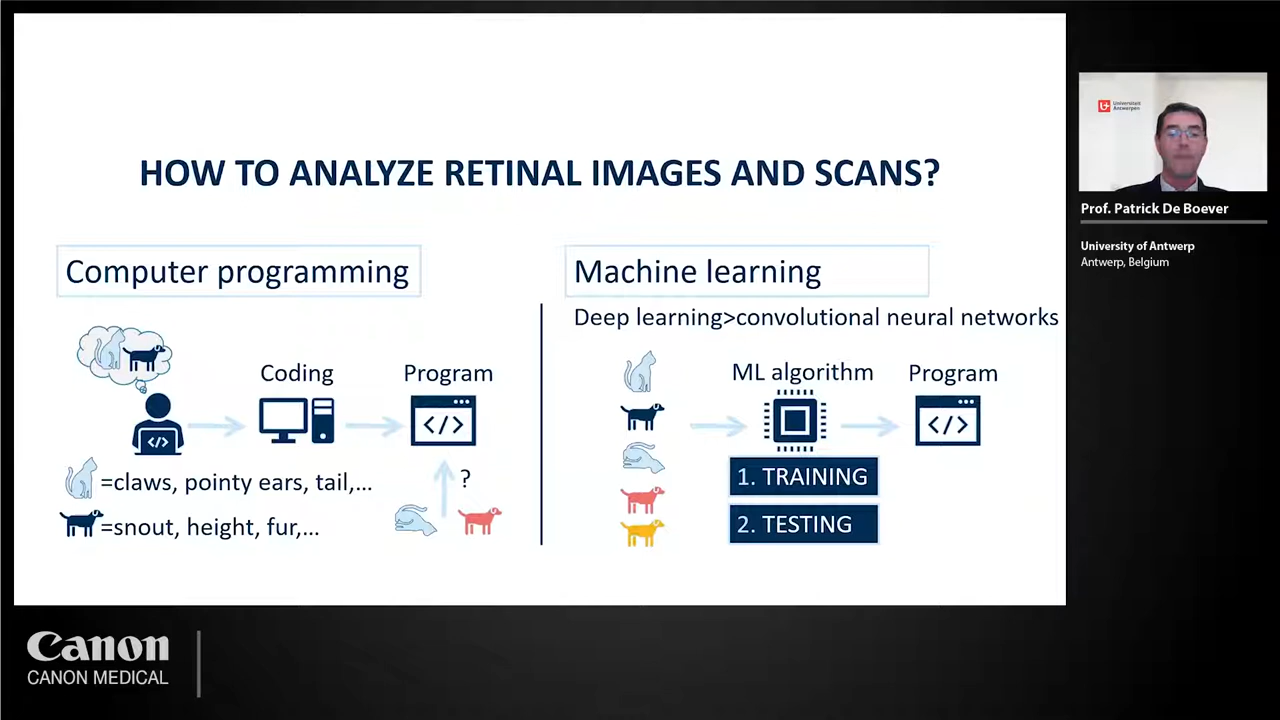 HOW TO ANALYZE RETINAL IMAGES AND SCANS?
Computer programming
Coding
Program
</>
</>
=claws, pointy ears, tail,...
?
=snout, height, fur,...
Machine learning
Deep learning>convolutional neural networks
ML algorithm
Program
</>
1. TRAINING
2. TESTING
Universiteit
Antwerpen
Prof. Patrick De Boever
University of Antwerp
Antwerp, Belgium
Canon
CANON MEDICAL